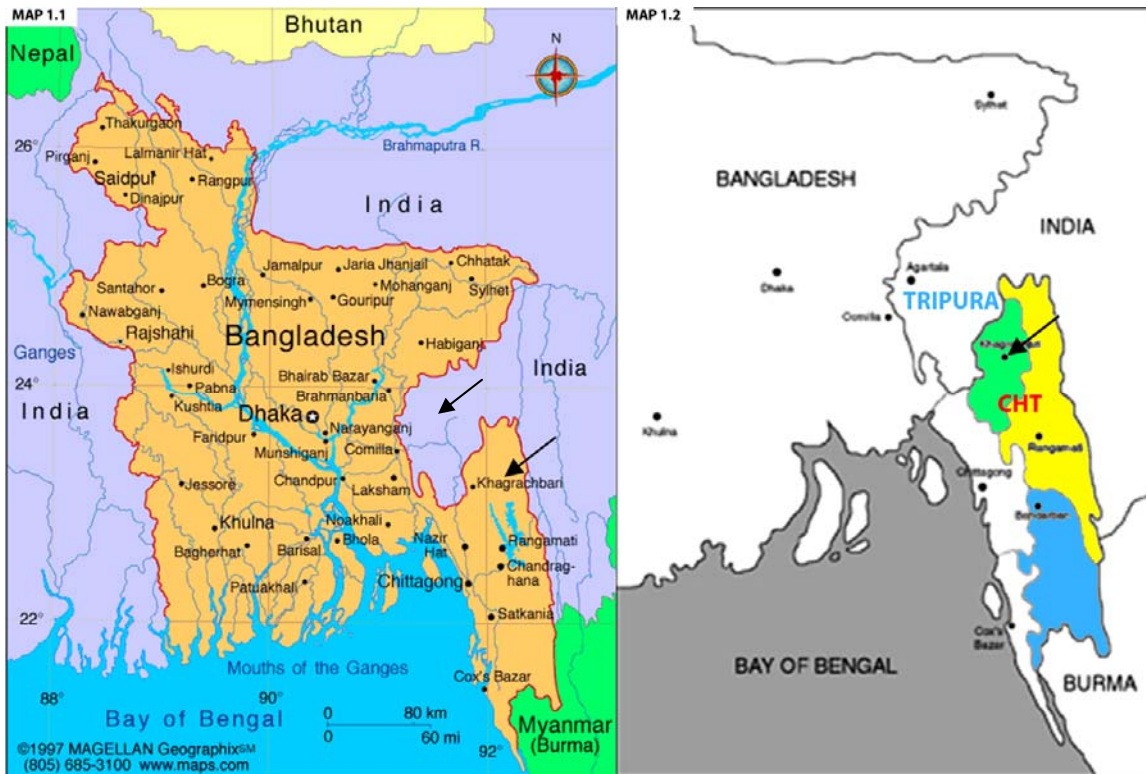 MAP 1.1
Bhutan
Nepal
N
Thakurgaon
26°
Brahmaputra R.
Pirganj
Lalmanir Hat
Saidpur
Rangpur
Dinajpur
India
Jamalpur
Jaria Jhanjail
Chhatak
Santahor
Bogra
Mohanganj
Mymensingh
Gouripur
Sylhet
Nawabganj
Rajshahi
Bangladesh
Habiganj
Ganges
Ishurdi
Bhairab Bazar
India
24°
Pabna
Brahmanbaria
India
Kushtia
Dhaka
Narayanganj
Faridpur
Munshiganj
Comilla
Jessore
Chandpur
Laksham
Khagrachbari
Khulna
Noakhali
Nazir
Hat
Rangamati
Bagherhat
Barisal
Bhola
Chandrag-
hana
Patuakhali
Chittagong
22°
Satkania
Mouths of the Ganges
Cox's Bazar
88°
90°
Bay of Bengal
0 80 km
0 60 mi
92°
Myanmar
(Burma)
©1997 MAGELLAN Geographix℠
(805) 685-3100 www.maps.com
MAP 1.2
Sylhet
BANGLADESH
INDIA
Agartala
Dhaka
TRIPURA
Comilla
CHT
Khulna
Rangamati
Chittagong
Cox's
Bazar
BAY OF BENGAL
BURMA